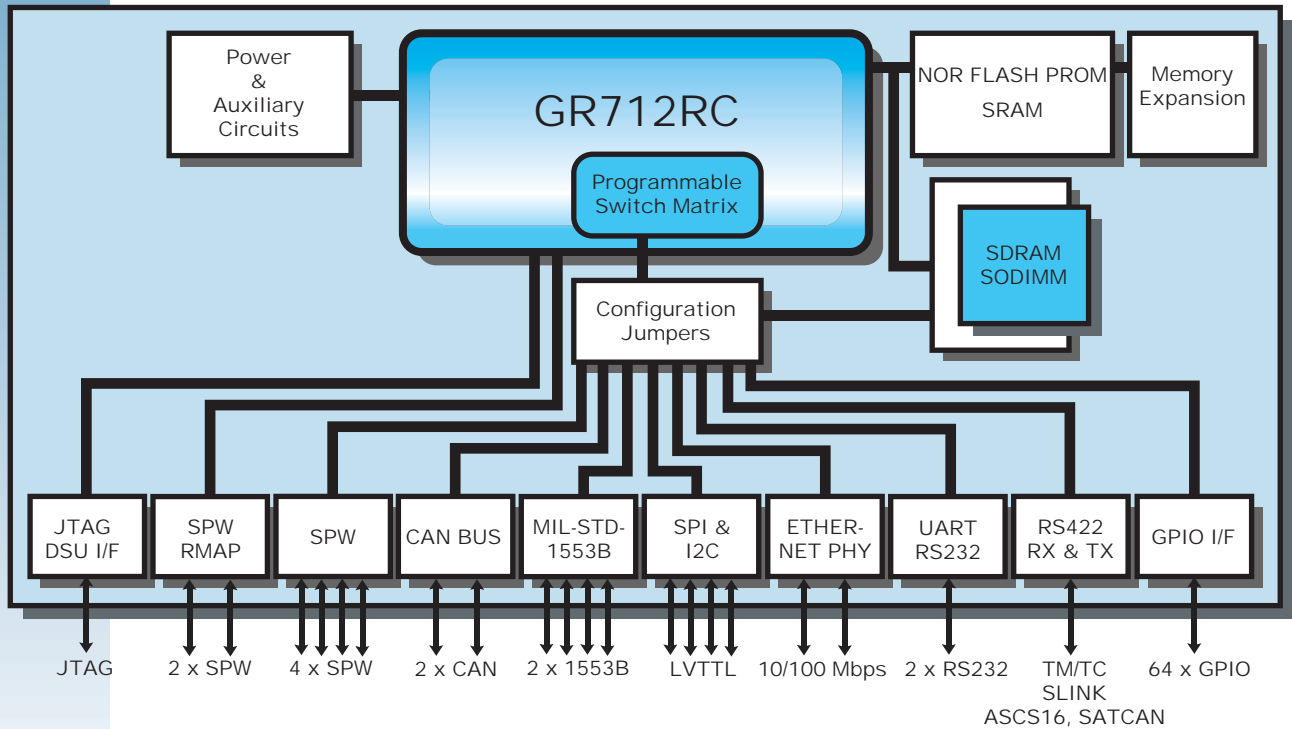 Power
&
Auxiliary
Circuits
GR712RC
Programmable
Switch Matrix
NOR FLASH PROM
SRAM
Memory
Expansion
SDRAM
SODIMM
Configuration
Jumpers
JTAG
DSU I/F
SPW
RMAP
SPW
CAN BUS
MIL-STD-
1553B
SPI &
I2C
ETHER-
NET PHY
UART
RS232
RS422
RX & TX
GPIO I/F
JTAG
2 x SPW
4 x SPW
2 x CAN
2 x 1553B
LVTTL
10/100 Mbps
2 x RS232
TM/TC
SLINK
ASCS16, SATCAN
64 x GPIO